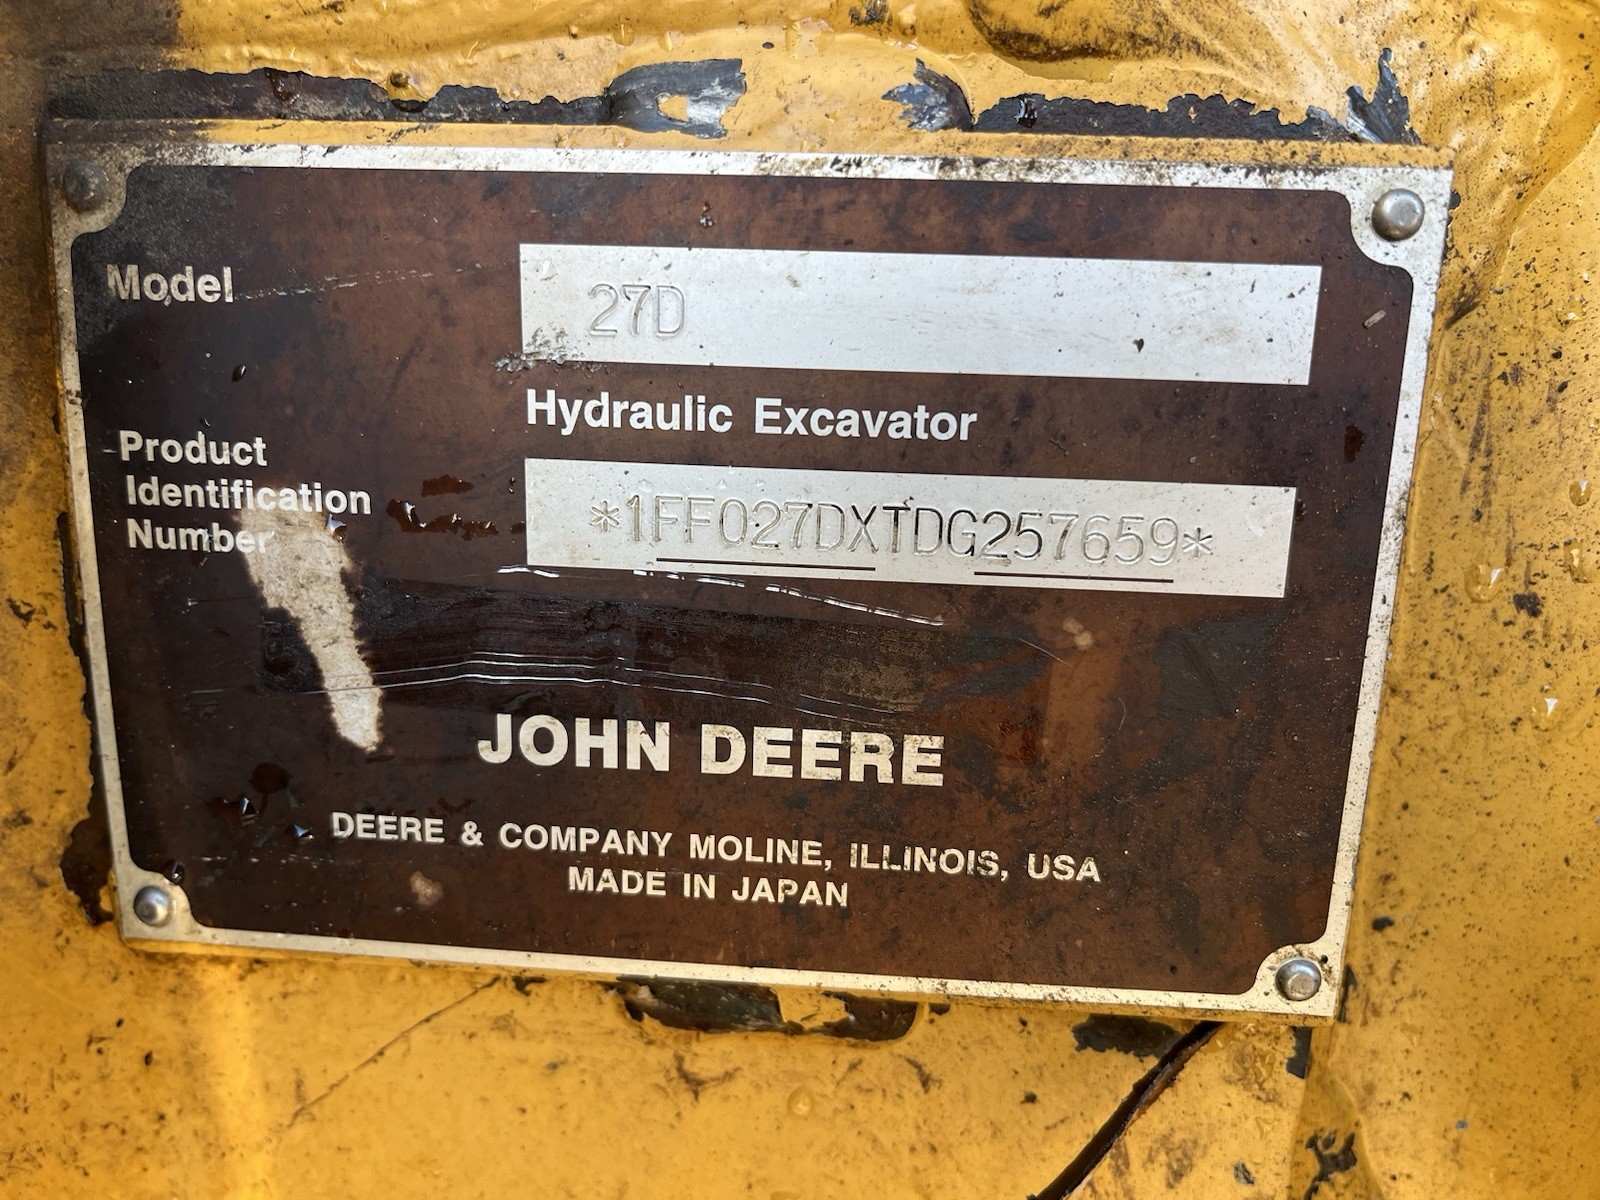 Model 27D
Hydraulic Excavator
Product
Identification
Number
*1FF027DXTDG257659*
JOHN DEERE
DEERE & COMPANY MOLINE, ILLINOIS, USA
MADE IN JAPAN